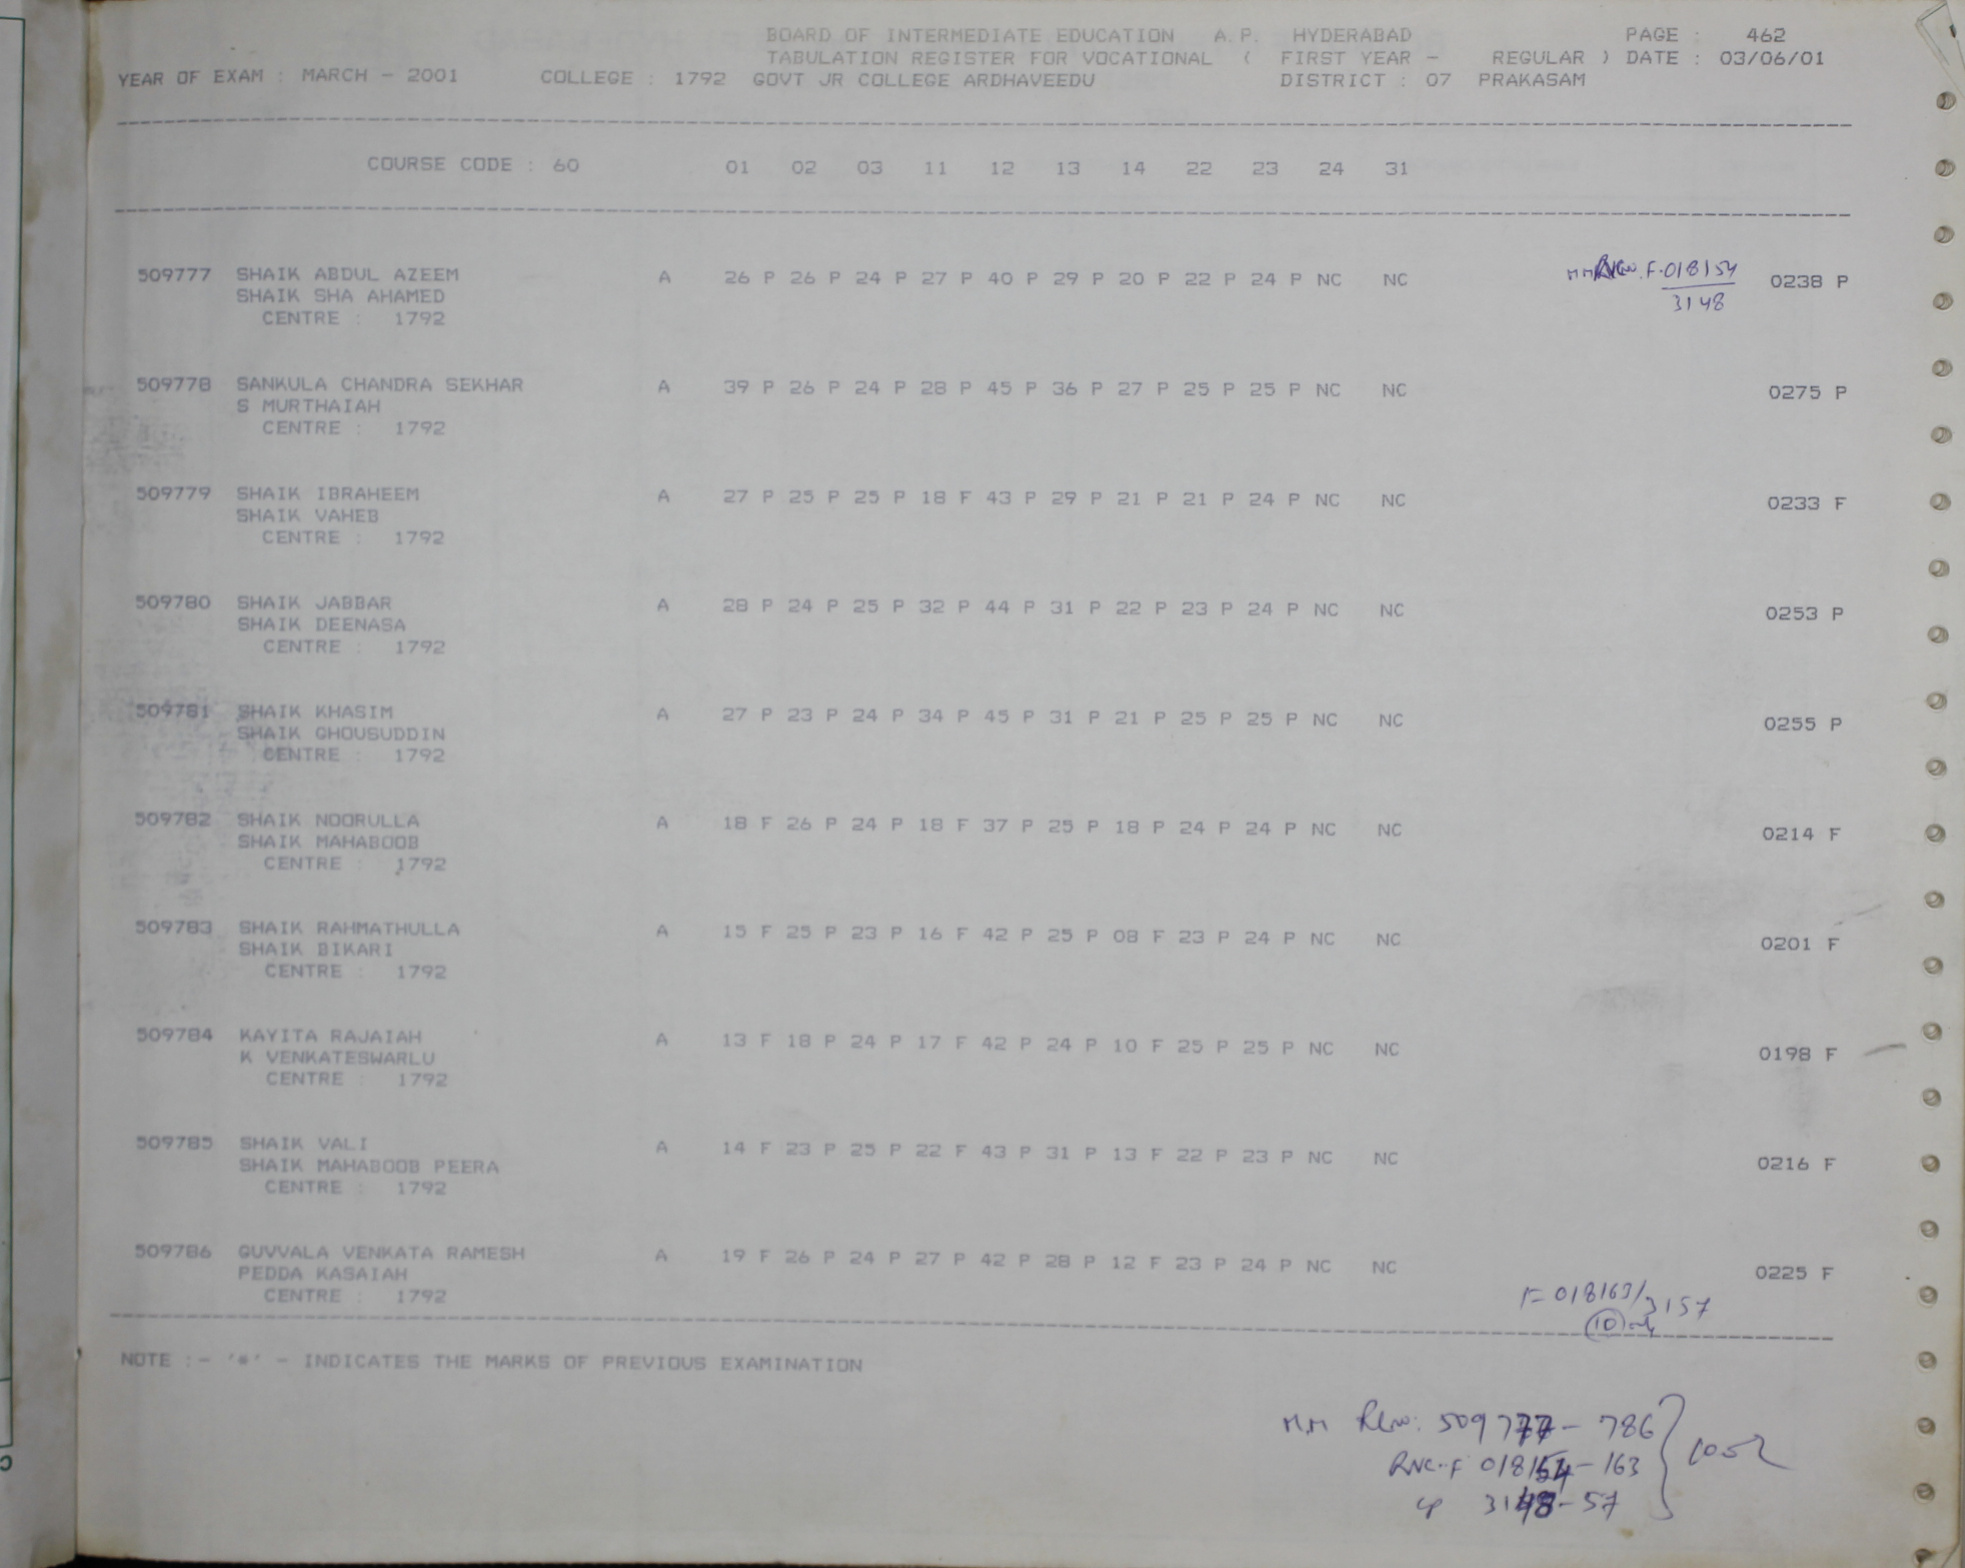 BOARD OF INTERMEDIATE EDUCATION A.P. HYDERABAD PAGE : 462
TABULATION REGISTER FOR VOCATIONAL ( FIRST YEAR - REGULAR ) DATE : 03/06/01
YEAR OF EXAM : MARCH - 2001 COLLEGE : 1792 GOVT JR COLLEGE ARDHAVEEDU DISTRICT : 07 PRAKASAM
COURSE CODE : 60 01 02 03 11 12 13 14 22 23 24 31
509777 SHAIK ABDUL AZEEM A 26 P 26 P 24 P 27 P 40 P 29 P 20 P 22 P 24 P NC NC F.018154 0238 P
SHAIK SHA AHAMED 3148
CENTRE : 1792
509778 SANKULA CHANDRA SEKHAR A 39 P 26 P 24 P 28 P 45 P 36 P 27 P 25 P 25 P NC NC 0275 P
S MURTHAIAH
CENTRE : 1792
509779 SHAIK IBRAHEEM A 27 P 25 P 25 P 18 F 43 P 29 P 21 P 21 P 24 P NC NC 0233 F
SHAIK VAHEB
CENTRE : 1792
509780 SHAIK JABBAR A 28 P 24 P 25 P 32 P 44 P 31 P 22 P 23 P 24 P NC NC 0253 P
SHAIK DEENASA
CENTRE : 1792
509781 SHAIK KHASIM A 27 P 23 P 24 P 34 P 45 P 31 P 21 P 25 P 25 P NC NC 0255 P
SHAIK GHOUSUDDIN
CENTRE : 1792
509782 SHAIK NOORULLA A 18 F 26 P 24 P 18 F 37 P 25 P 18 P 24 P 24 P NC NC 0214 F
SHAIK MAHABOOB
CENTRE : 1792
509783 SHAIK RAHMATHULLA A 15 F 25 P 23 P 16 F 42 P 25 P 08 F 23 P 24 P NC NC 0201 F
SHAIK BIKARI
CENTRE : 1792
509784 KAYITA RAJAIAH A 13 F 18 P 24 P 17 F 42 P 24 P 10 F 25 P 25 P NC NC 0198 F
K VENKATESWARLU
CENTRE : 1792
509785 SHAIK VALI A 14 F 23 P 25 P 22 F 43 P 31 P 13 F 22 P 23 P NC NC 0216 F
SHAIK MAHABOOB PEERA
CENTRE : 1792
509786 GUVVALA VENKATA RAMESH A 19 F 26 P 24 P 27 P 42 P 28 P 12 F 23 P 24 P NC NC 0225 F
PEDDA KASAIAH
CENTRE : 1792 F 018163/3157
10
NOTE :- '*' - INDICATES THE MARKS OF PREVIOUS EXAMINATION
M.M 509777 - 786
018154 - 163
3148 - 57